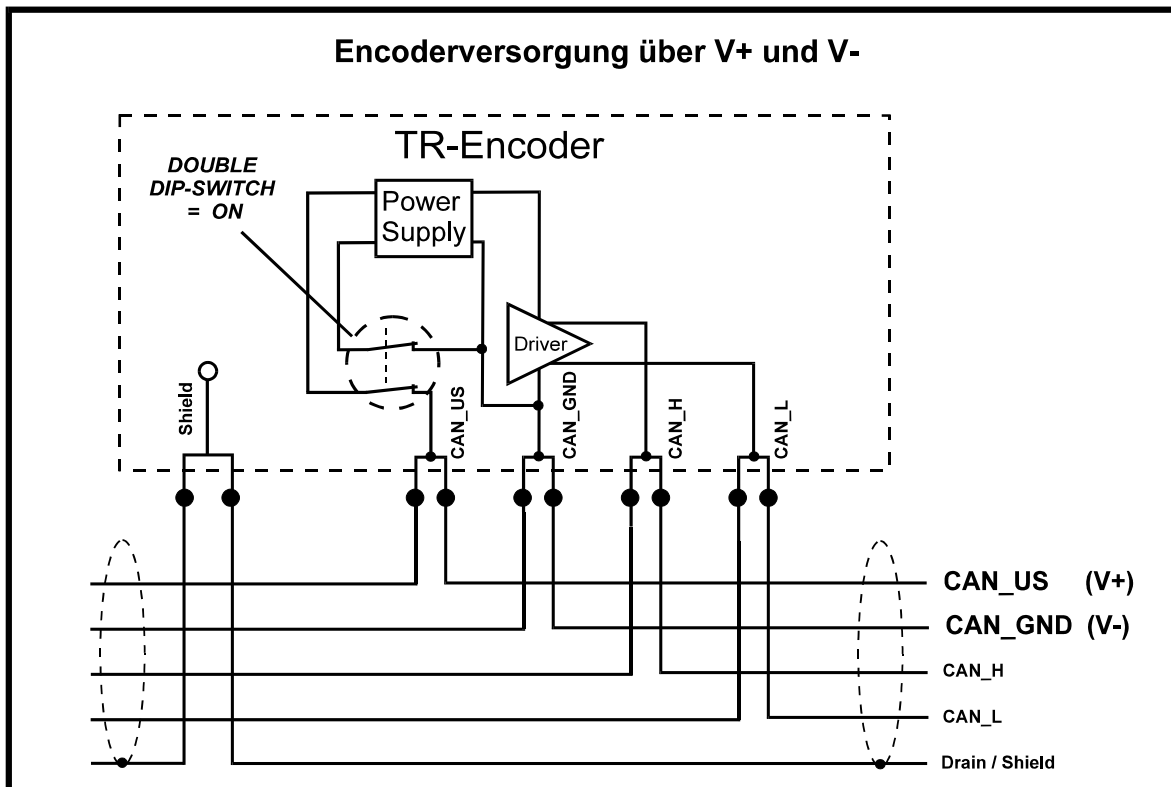 Encoderversorgung über V+ und V-
TR-Encoder
DOUBLE
DIP-SWITCH
= ON
Power
Supply
Driver
Shield
CAN_US
CAN_GND
CAN_H
CAN_L
CAN_US (V+)
CAN_GND (V-)
CAN_H
CAN_L
Drain / Shield